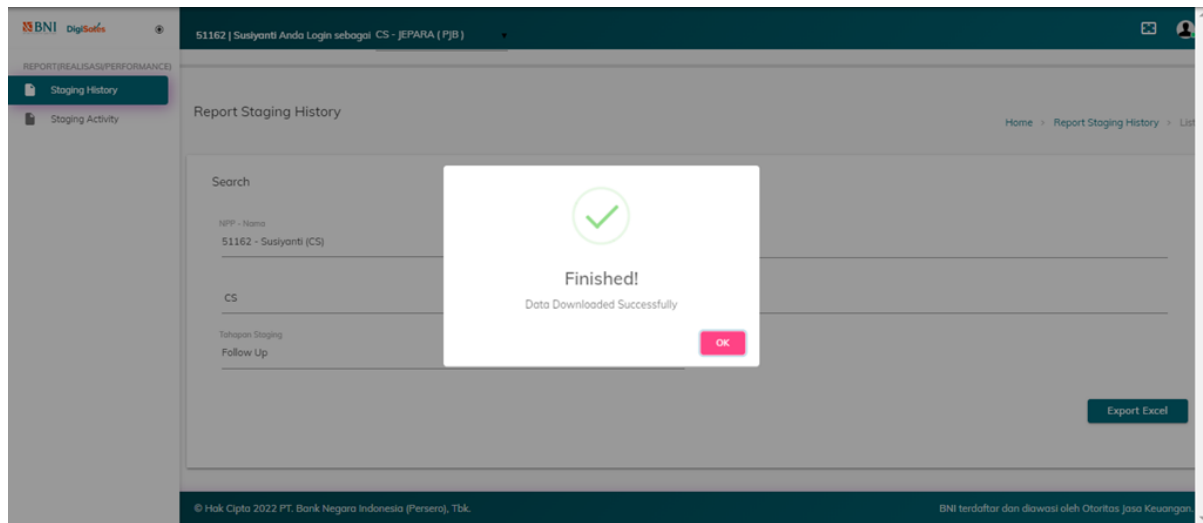 BNI DigiSales
51162 | Susiyanti Anda Login sebagai CS - JEPARA ( PJB )
REPORT(REALISASI/PERFORMANCE)
Staging History
Staging Activity
Report Staging History
Home > Report Staging History > List
Search
NPP - Nama
51162 - Susiyanti (CS)
CS
Tahapan Staging
Follow Up
Finished!
Data Downloaded Successfully
OK
Export Excel
© Hak Cipta 2022 PT. Bank Negara Indonesia (Persero), Tbk.
BNI terdaftar dan diawasi oleh Otoritas Jasa Keuangan.